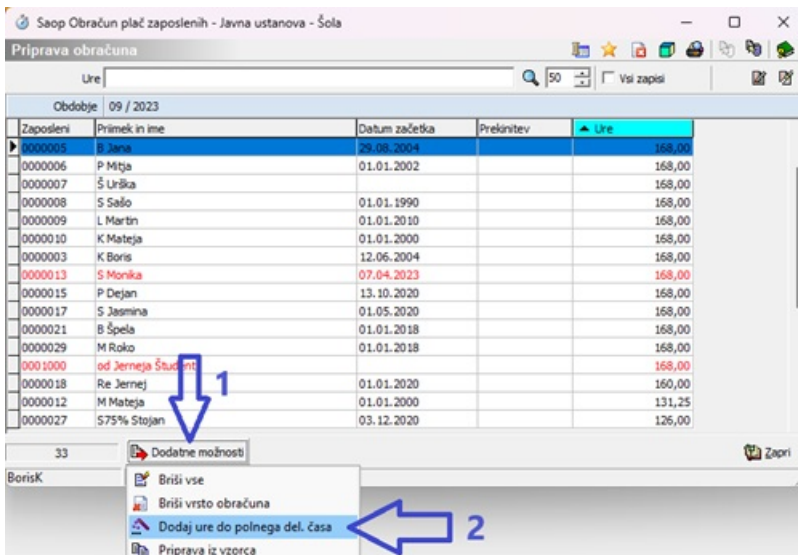 Saop Obračun plač zaposlenih - Javna ustanova - Šola
Priprava obračuna
Ure 50 Vsi zapisi
Obdobje 09 / 2023
Zaposleni Priimek in ime Datum začetka Prekinitev Ure
0000005 B Jana 29.08.2004 168,00
0000006 P Mitja 01.01.2002 168,00
0000007 Š Urška 168,00
0000008 S Sašo 01.01.1990 168,00
0000009 L Martin 01.01.2010 168,00
0000010 K Mateja 01.01.2000 168,00
0000003 K Boris 12.06.2004 168,00
0000013 S Monika 07.04.2023 168,00
0000015 P Dejan 13.10.2020 168,00
0000017 S Jasmina 01.05.2020 168,00
0000021 B Špela 01.01.2018 168,00
0000029 M Roko 01.01.2018 168,00
0001000 od Jerneja 168,00
0000018 Re Jernej 01.01.2020 160,00
0000012 M Mateja 01.01.2000 131,25
0000027 S75% Stojan 03.12.2020 126,00
1
33 Dodatne možnosti Zapri
BorisK
Briši vse
Briši vrsto obračuna
Dodaj ure do polnega del. časa
2
Priprava iz vzorca